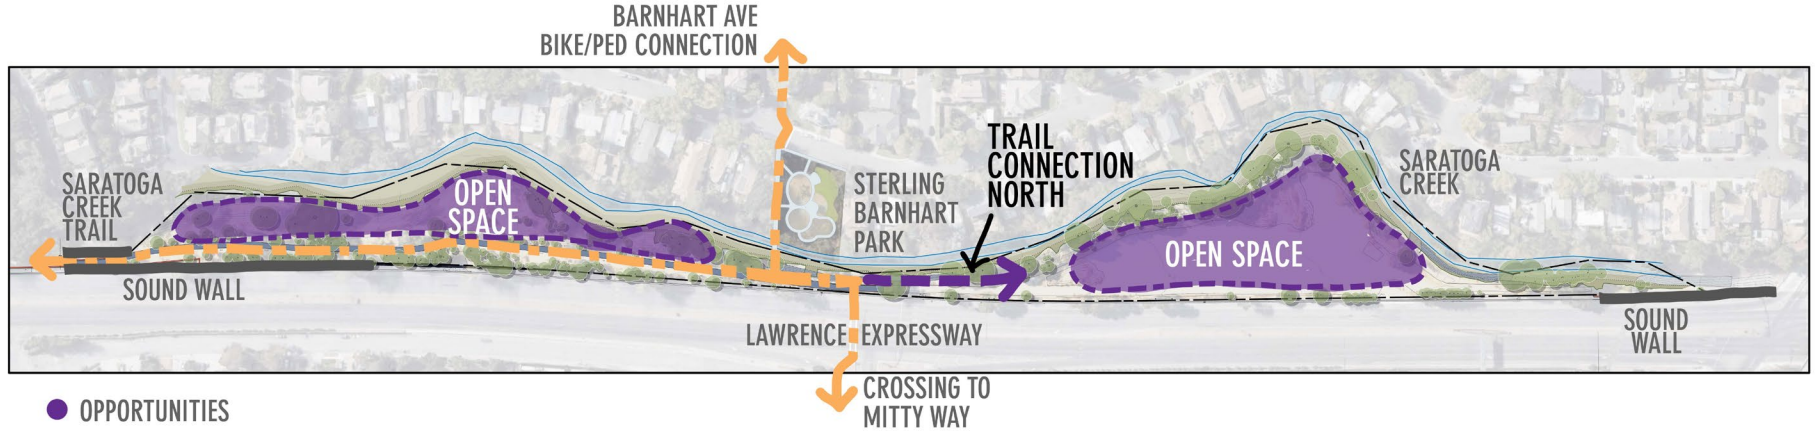 BARNHART AVE
BIKE/PED CONNECTION
SARATOGA
CREEK
TRAIL
OPEN
SPACE
STERLING
BARNHART
PARK
TRAIL
CONNECTION
NORTH
SARATOGA
CREEK
OPEN SPACE
SOUND WALL
LAWRENCE EXPRESSWAY
SOUND
WALL
CROSSING TO
MITTY WAY
OPPORTUNITIES